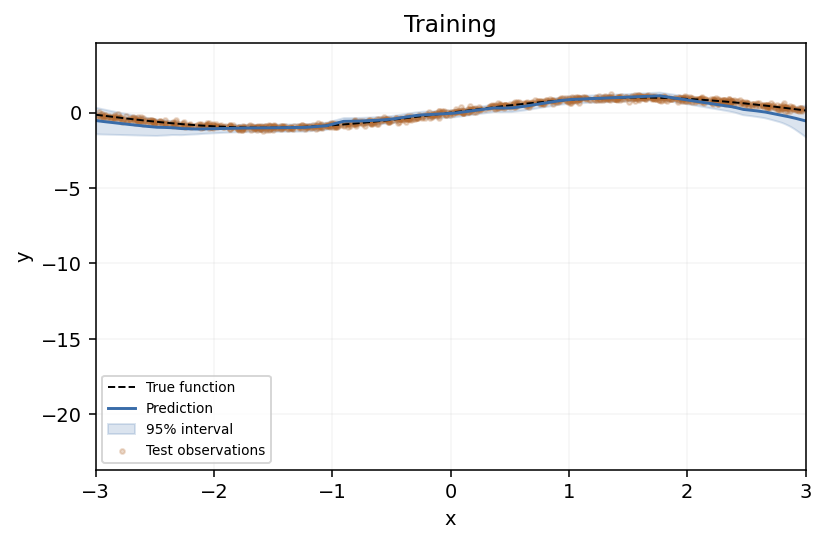 Training
0
−5
−10
−15
−20
y
True function
Prediction
95% interval
Test observations
−3 −2 −1 0 1 2 3
x